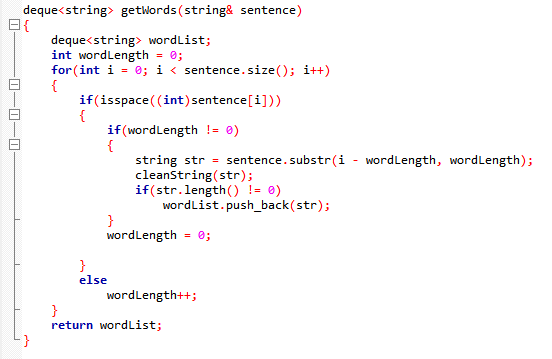 deque<string> getWords(string& sentence)
{
    deque<string> wordList;
    int wordLength = 0;
    for(int i = 0; i < sentence.size(); i++)
    {
        if(isspace((int)sentence[i]))
        {
            if(wordLength != 0)
            {
                string str = sentence.substr(i - wordLength, wordLength);
                cleanString(str);
                if(str.length() != 0)
                    wordList.push_back(str);
            }
            wordLength = 0;

        }
        else
            wordLength++;
    }
    return wordList;
}